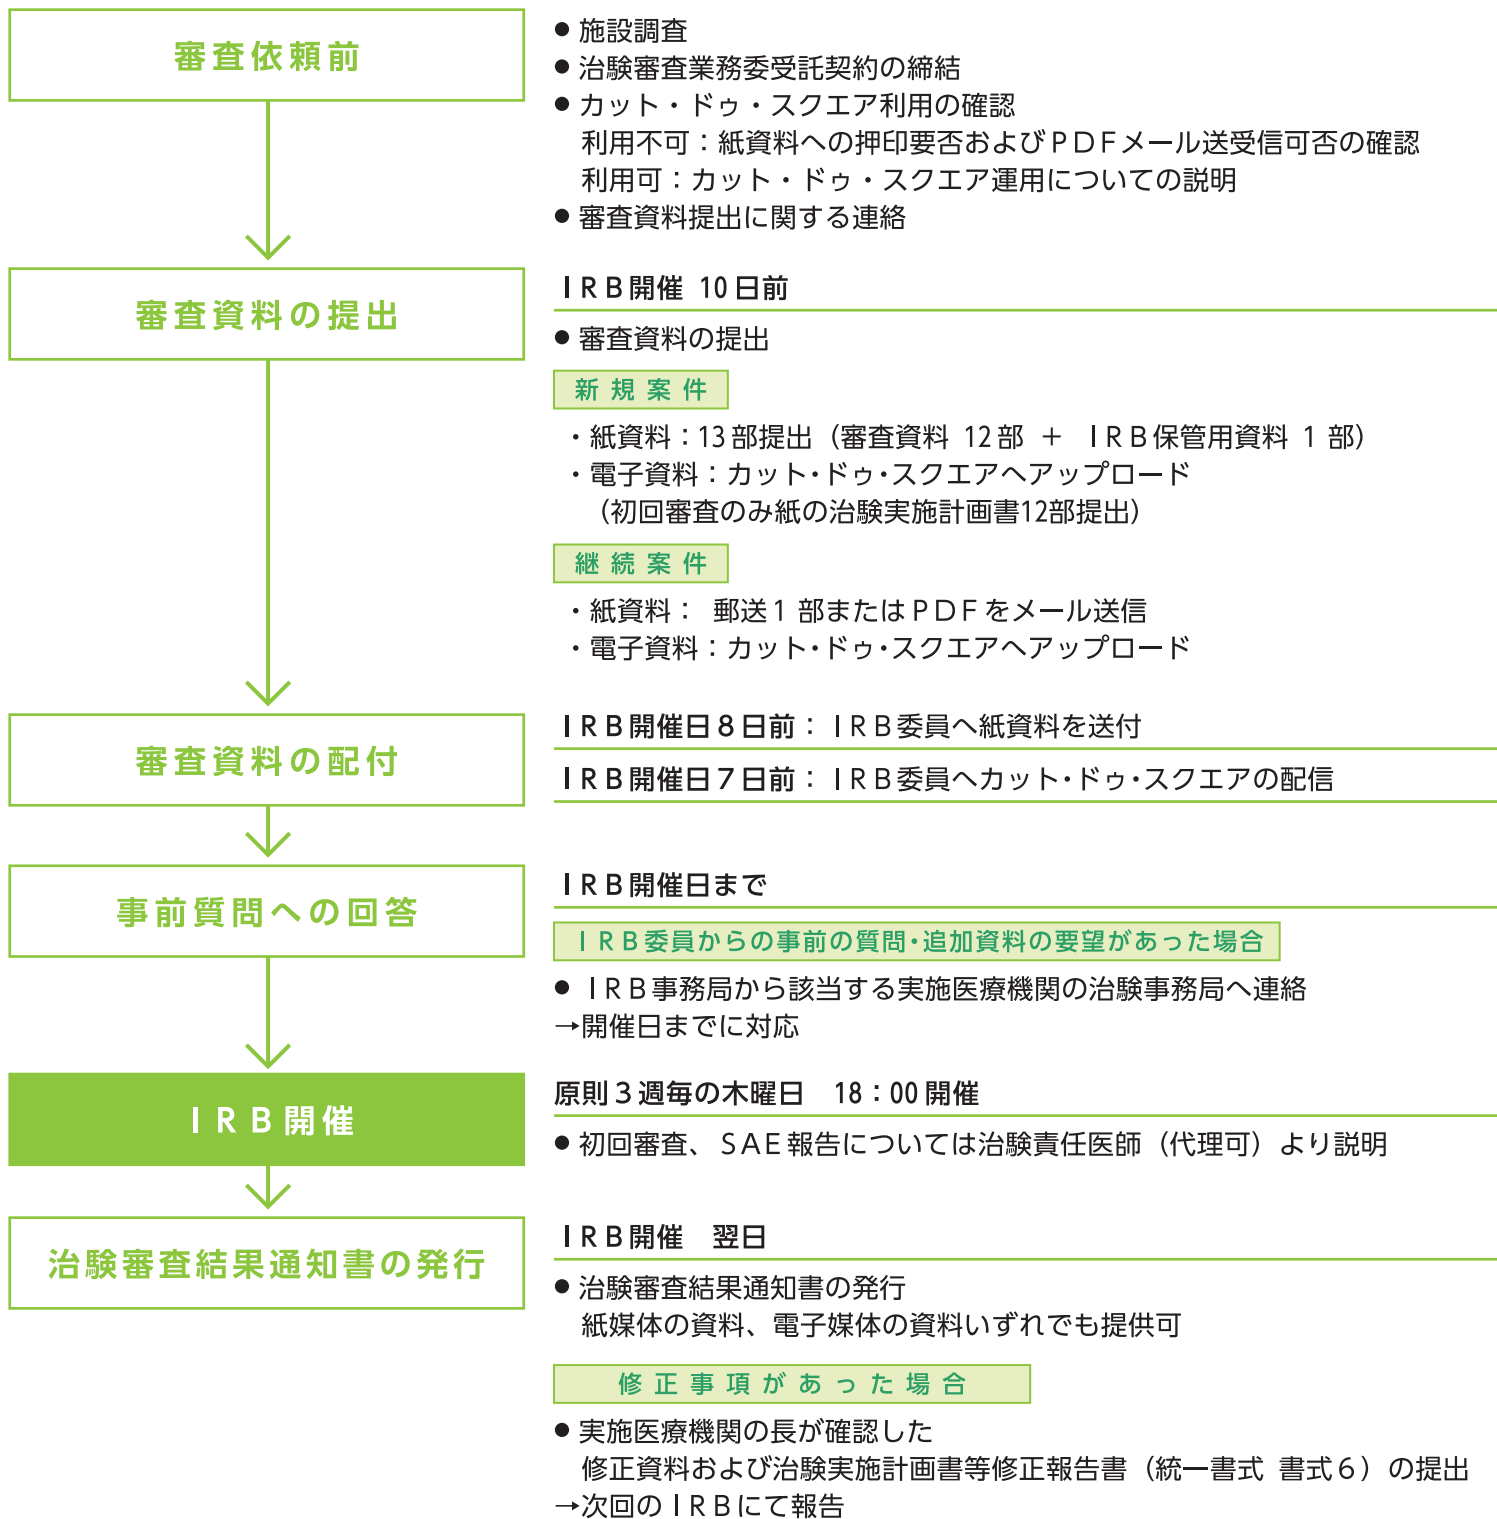 審査依頼前
● 施設調査
● 治験審査業務委受託契約の締結
● カット・ドゥ・スクエア利用の確認
利用不可：紙資料への押印要否およびＰＤＦメール送受信可否の確認
利用可：カット・ドゥ・スクエア運用についての説明
● 審査資料提出に関する連絡
審査資料の提出
ＩＲＢ開催 10日前
● 審査資料の提出
新規案件
・紙資料：13部提出（審査資料 12部 ＋ ＩＲＢ保管用資料 1 部）
・電子資料：カット・ドゥ・スクエアへアップロード
（初回審査のみ紙の治験実施計画書12部提出）
継続案件
・紙資料： 郵送1 部またはＰＤＦをメール送信
・電子資料：カット・ドゥ・スクエアへアップロード
審査資料の配付
ＩＲＢ開催日８日前：ＩＲＢ委員へ紙資料を送付
ＩＲＢ開催日７日前：ＩＲＢ委員へカット・ドゥ・スクエアの配信
事前質問への回答
ＩＲＢ開催日まで
ＩＲＢ委員からの事前の質問・追加資料の要望があった場合
● ＩＲＢ事務局から該当する実施医療機関の治験事務局へ連絡
→開催日までに対応
ＩＲＢ開催
原則３週毎の木曜日　18：00開催
● 初回審査、ＳＡＥ報告については治験責任医師（代理可）より説明
治験審査結果通知書の発行
ＩＲＢ開催　翌日
● 治験審査結果通知書の発行
紙媒体の資料、電子媒体の資料いずれでも提供可
修正事項があった場合
● 実施医療機関の長が確認した
修正資料および治験実施計画書等修正報告書（統一書式 書式６）の提出
→次回のＩＲＢにて報告